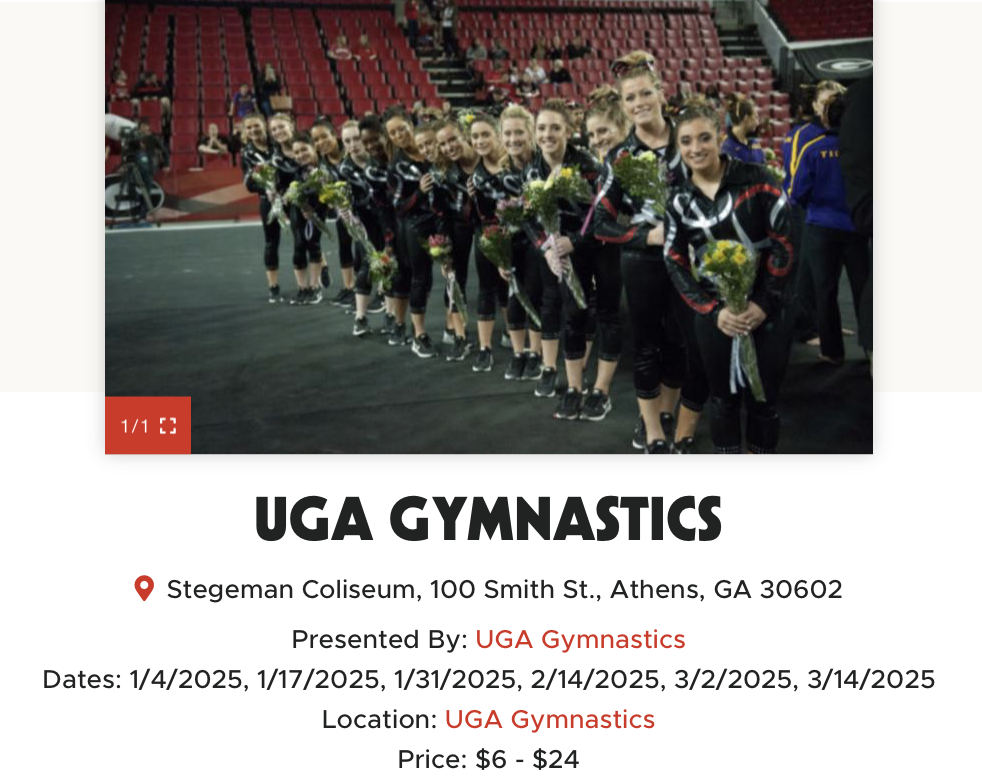 G
TIG
1/1
UGA GYMNASTICS
Stegeman Coliseum, 100 Smith St., Athens, GA 30602
Presented By: UGA Gymnastics
Dates: 1/4/2025, 1/17/2025, 1/31/2025, 2/14/2025, 3/2/2025, 3/14/2025
Location: UGA Gymnastics
Price: $6 - $24